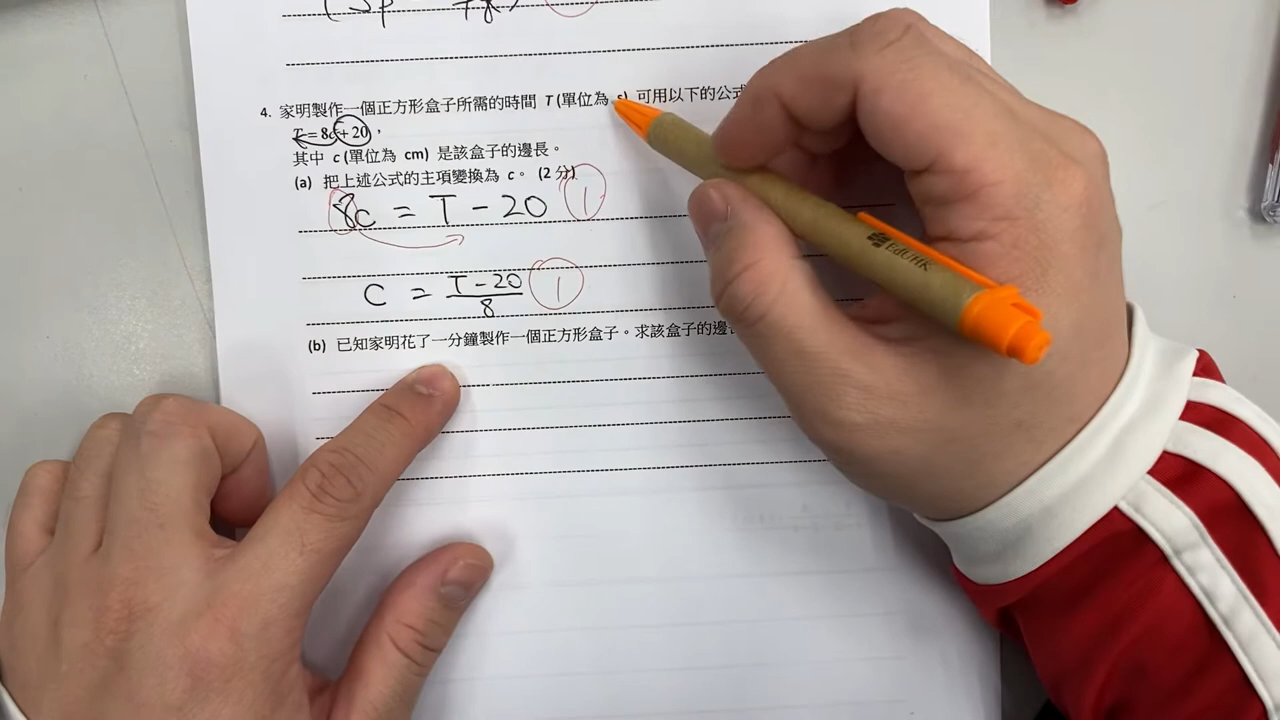 4. 家明製作一個正方形盒子所需的時間 T (單位為 s) 可用以下的公式
T = 8c + 20，
其中 c (單位為 cm) 是該盒子的邊長。
(a) 把上述公式的主項變換為 c。 (2 分)
8c = T - 20 1
c = \frac{T - 20}{8} 1
(b) 已知家明花了一分鐘製作一個正方形盒子。求該盒子的邊
EdUHK